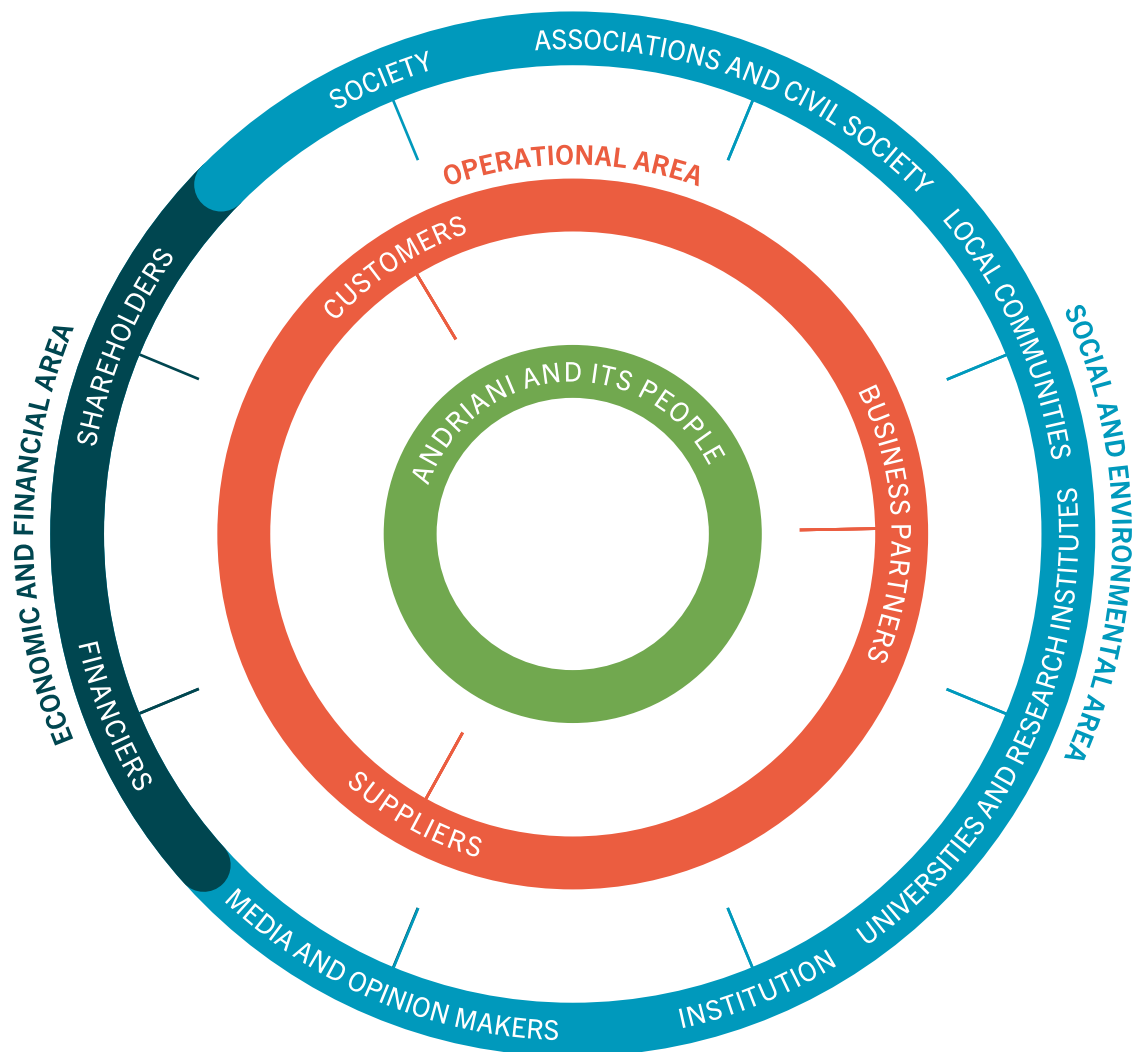 SOCIETY
ASSOCIATIONS AND CIVIL SOCIETY
LOCAL COMMUNITIES
UNIVERSITIES AND RESEARCH INSTITUTES
INSTITUTION
MEDIA AND OPINION MAKERS
FINANCIERS
SHAREHOLDERS
ECONOMIC AND FINANCIAL AREA
SOCIAL AND ENVIRONMENTAL AREA
OPERATIONAL AREA
CUSTOMERS
BUSINESS PARTNERS
SUPPLIERS
ANDRIANI AND ITS PEOPLE